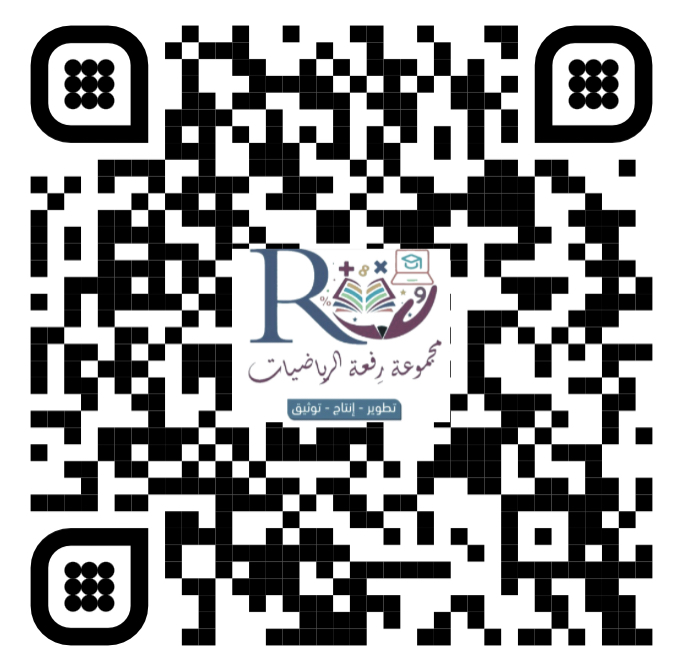 R
مجموعة رفعة الرياضيات
تطوير - إنتاج - توثيق